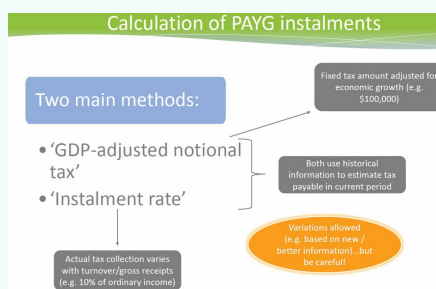 Calculation of PAYG instalments
Fixed tax amount adjusted for
economic growth (e.g.
$100,000)
Two main methods:
• ‘GDP-adjusted notional
tax’
• ‘Instalment rate’
Both use historical
information to estimate tax
payable in current period
Variations allowed
(e.g. based on new /
better information)...but
be careful!
Actual tax collection varies
with turnover/gross receipts
(e.g. 10% of ordinary income)